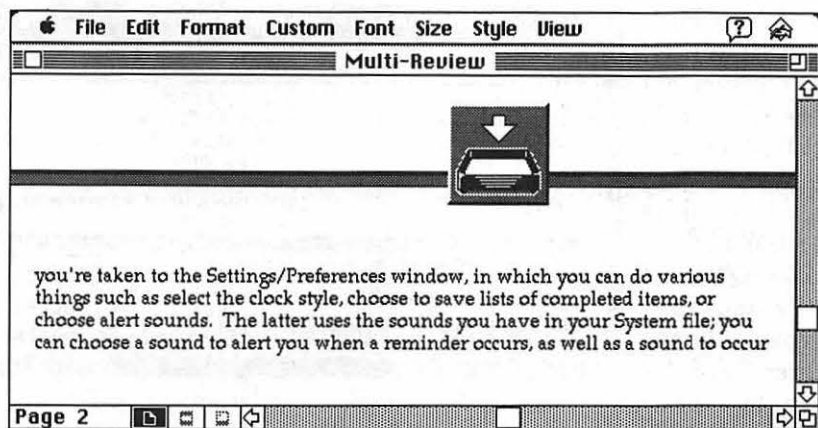 File Edit Format Custom Font Size Style View
Multi-Review
you're taken to the Settings/Preferences window, in which you can do various
things such as select the clock style, choose to save lists of completed items, or
choose alert sounds. The latter uses the sounds you have in your System file; you
can choose a sound to alert you when a reminder occurs, as well as a sound to occur
Page 2